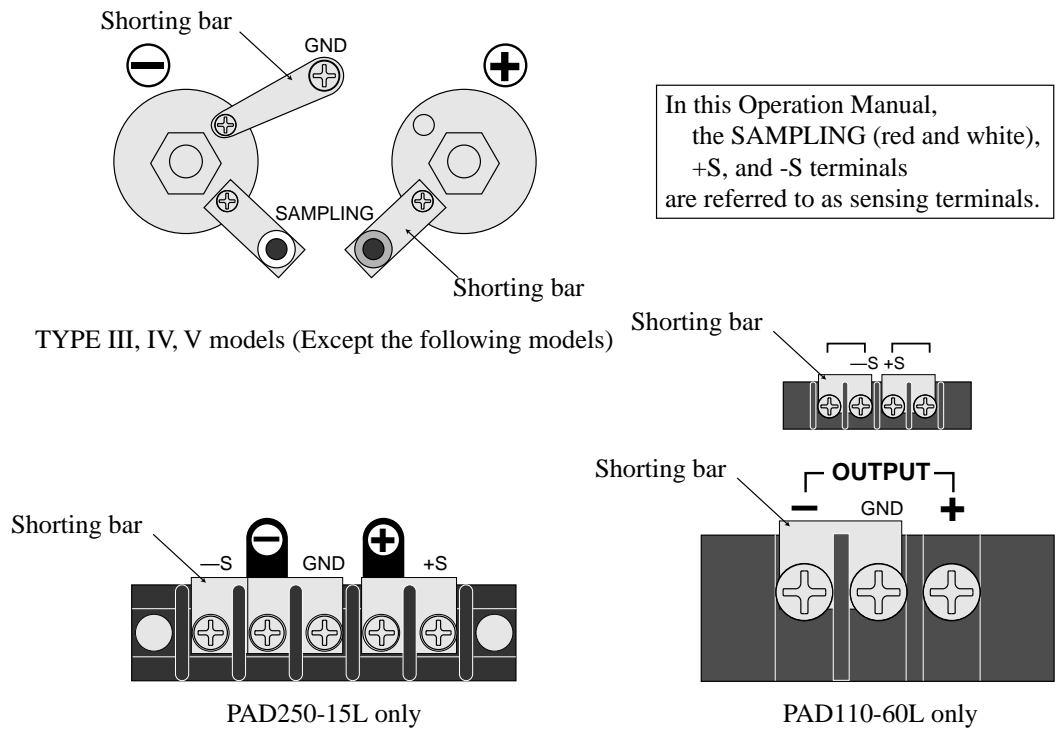 Shorting bar
GND
SAMPLING
Shorting bar
TYPE III, IV, V models (Except the following models)
In this Operation Manual,
the SAMPLING (red and white),
+S, and -S terminals
are referred to as sensing terminals.
Shorting bar
—S +S
Shorting bar
OUTPUT
− GND +
PAD110-60L only
Shorting bar
—S − GND + +S
PAD250-15L only